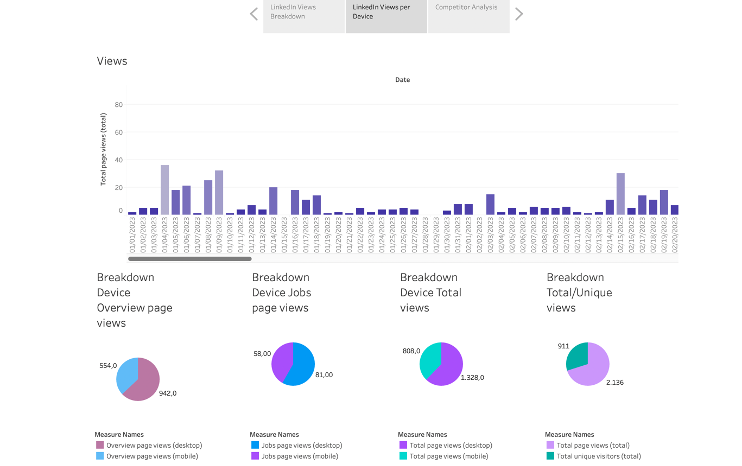 LinkedIn Views
Breakdown
LinkedIn Views per
Device
Competitor Analysis
Views
Date
Total page views (total)
80
60
40
20
0
01/01/2023
01/02/2023
01/03/2023
01/04/2023
01/05/2023
01/06/2023
01/07/2023
01/08/2023
01/09/2023
01/10/2023
01/11/2023
01/12/2023
01/13/2023
01/14/2023
01/15/2023
01/16/2023
01/17/2023
01/18/2023
01/19/2023
01/20/2023
01/21/2023
01/22/2023
01/23/2023
01/24/2023
01/25/2023
01/26/2023
01/27/2023
01/28/2023
01/29/2023
01/30/2023
01/31/2023
02/01/2023
02/02/2023
02/03/2023
02/04/2023
02/05/2023
02/06/2023
02/07/2023
02/08/2023
02/09/2023
02/10/2023
02/11/2023
02/12/2023
02/13/2023
02/14/2023
02/15/2023
02/16/2023
02/17/2023
02/18/2023
02/19/2023
02/20/2023
Breakdown
Device
Overview page
views
554,0
942,0
Measure Names
Overview page views (desktop)
Overview page views (mobile)
Breakdown
Device Jobs
page views
58,00
81,00
Measure Names
Jobs page views (desktop)
Jobs page views (mobile)
Breakdown
Device Total
views
808,0
1.328,0
Measure Names
Total page views (desktop)
Total page views (mobile)
Breakdown
Total/Unique
views
911
2.136
Measure Names
Total page views (total)
Total unique visitors (total)